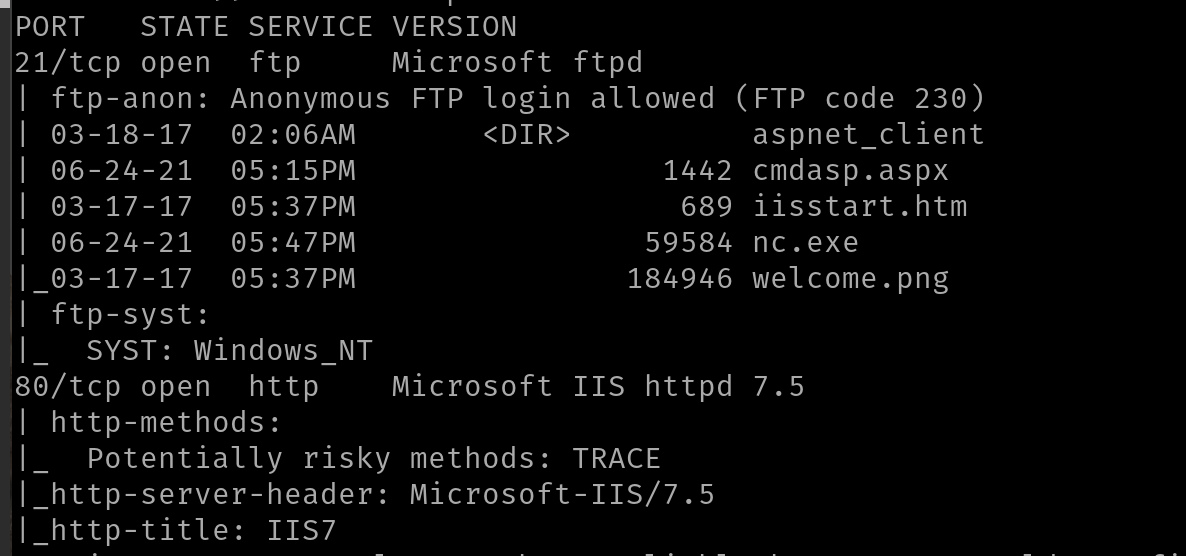 PORT   STATE SERVICE VERSION
21/tcp open  ftp     Microsoft ftpd
| ftp-anon: Anonymous FTP login allowed (FTP code 230)
| 03-18-17  02:06AM       <DIR>          aspnet_client
| 06-24-21  05:15PM                 1442 cmdasp.aspx
| 03-17-17  05:37PM                  689 iisstart.htm
| 06-24-21  05:47PM                59584 nc.exe
|_03-17-17  05:37PM               184946 welcome.png
| ftp-syst:
|_  SYST: Windows_NT
80/tcp open  http    Microsoft IIS httpd 7.5
| http-methods:
|_  Potentially risky methods: TRACE
|_http-server-header: Microsoft-IIS/7.5
|_http-title: IIS7